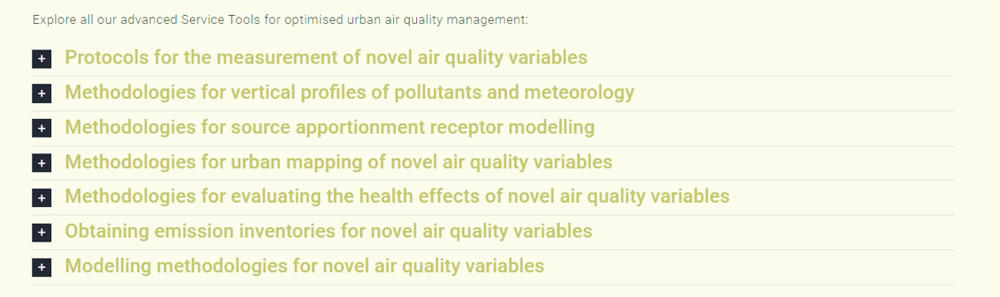 Explore all our advanced Service Tools for optimised urban air quality management:
+ Protocols for the measurement of novel air quality variables
+ Methodologies for vertical profiles of pollutants and meteorology
+ Methodologies for source apportionment receptor modelling
+ Methodologies for urban mapping of novel air quality variables
+ Methodologies for evaluating the health effects of novel air quality variables
+ Obtaining emission inventories for novel air quality variables
+ Modelling methodologies for novel air quality variables